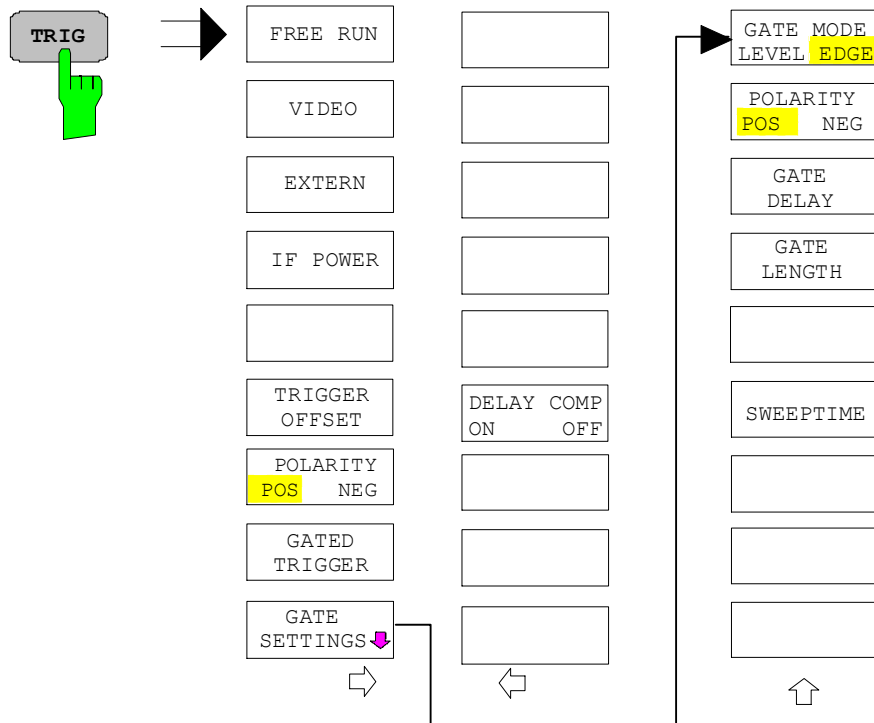 TRIG
FREE RUN
VIDEO
EXTERN
IF POWER
TRIGGER
OFFSET
POLARITY
POS NEG
GATED
TRIGGER
GATE
SETTINGS
DELAY COMP
ON OFF
GATE MODE
LEVEL EDGE
POLARITY
POS NEG
GATE
DELAY
GATE
LENGTH
SWEEPTIME